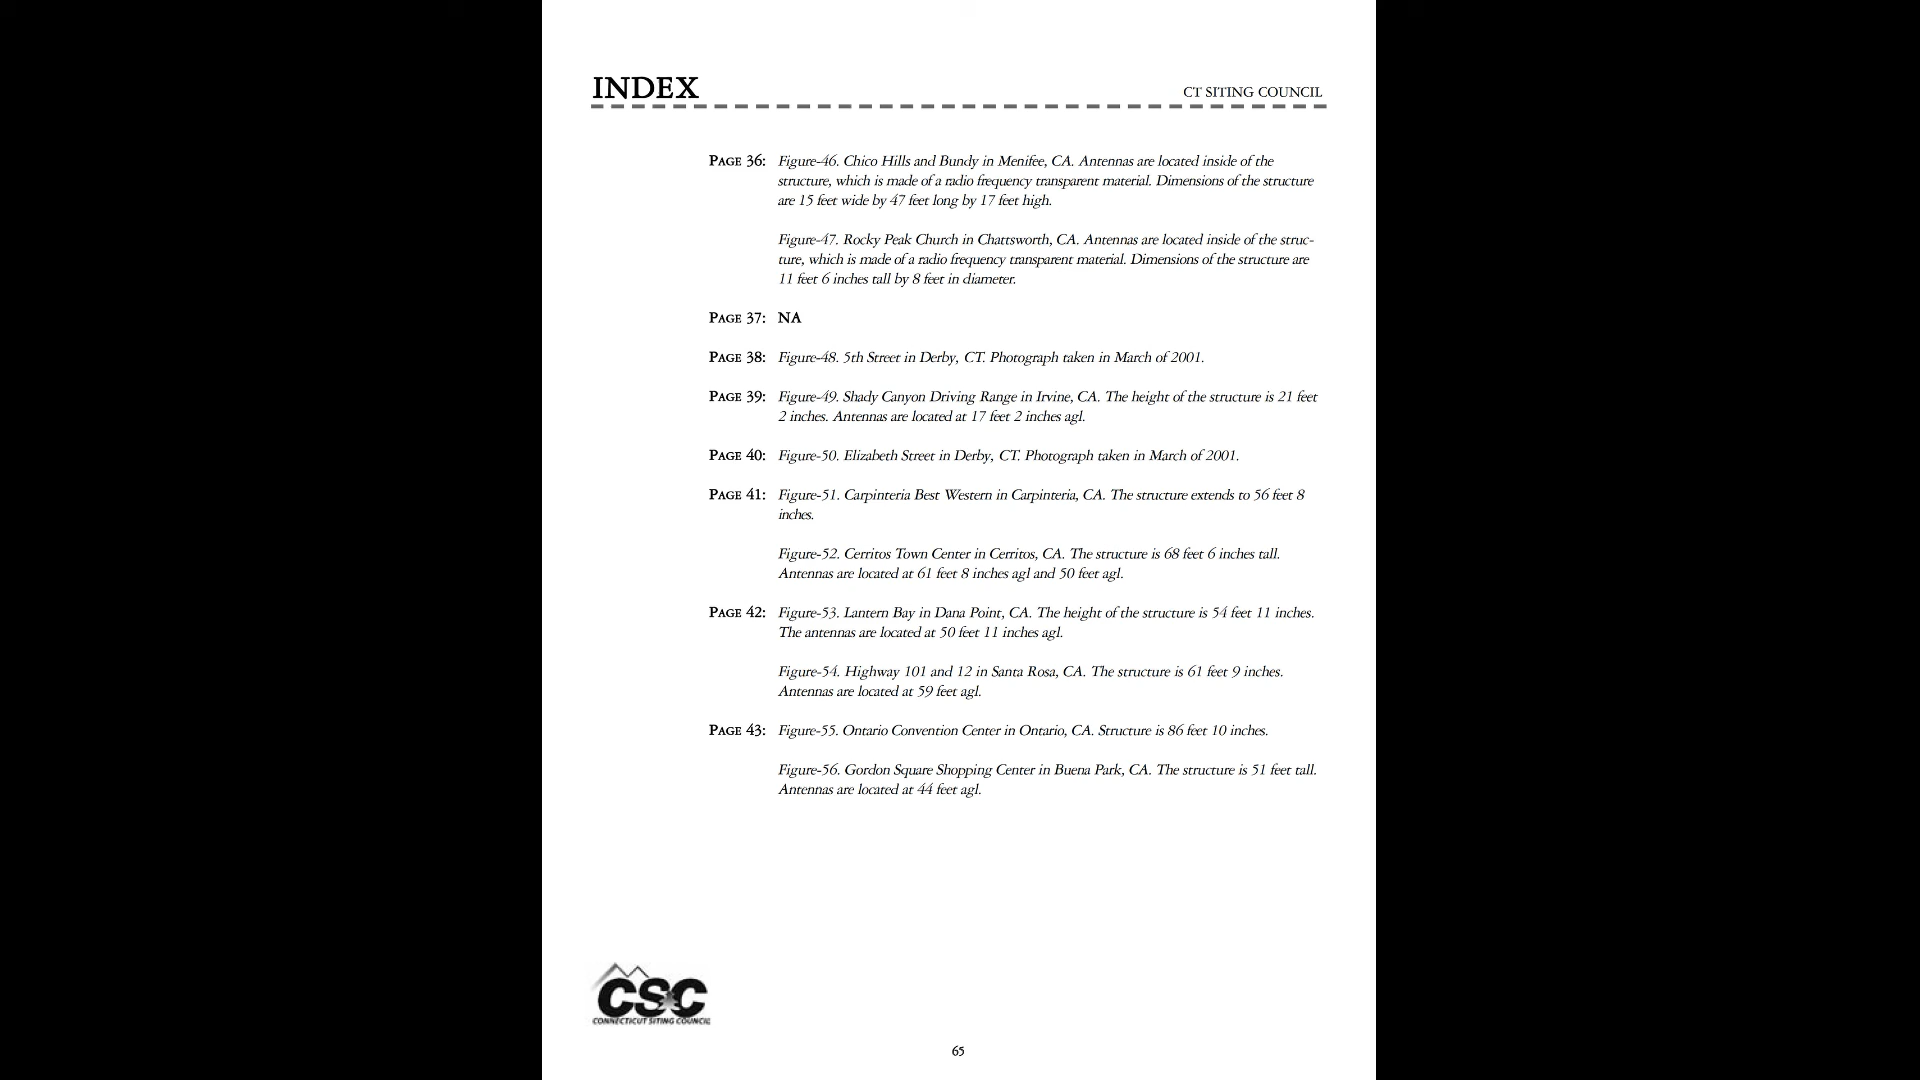 INDEX
CT SITING COUNCIL
PAGE 36: Figure-46. Chico Hills and Bundy in Menifee, CA. Antennas are located inside of the
structure, which is made of a radio frequency transparent material. Dimensions of the structure
are 15 feet wide by 47 feet long by 17 feet high.
Figure-47. Rocky Peak Church in Chattsworth, CA. Antennas are located inside of the struc-
ture, which is made of a radio frequency transparent material. Dimensions of the structure are
11 feet 6 inches tall by 8 feet in diameter.
PAGE 37: NA
PAGE 38: Figure-48. 5th Street in Derby, CT. Photograph taken in March of 2001.
PAGE 39: Figure-49. Shady Canyon Driving Range in Irvine, CA. The height of the structure is 21 feet
2 inches. Antennas are located at 17 feet 2 inches agl.
PAGE 40: Figure-50. Elizabeth Street in Derby, CT. Photograph taken in March of 2001.
PAGE 41: Figure-51. Carpinteria Best Western in Carpinteria, CA. The structure extends to 56 feet 8
inches.
Figure-52. Cerritos Town Center in Cerritos, CA. The structure is 68 feet 6 inches tall.
Antennas are located at 61 feet 8 inches agl and 50 feet agl.
PAGE 42: Figure-53. Lantern Bay in Dana Point, CA. The height of the structure is 54 feet 11 inches.
The antennas are located at 50 feet 11 inches agl.
Figure-54. Highway 101 and 12 in Santa Rosa, CA. The structure is 61 feet 9 inches.
Antennas are located at 59 feet agl.
PAGE 43: Figure-55. Ontario Convention Center in Ontario, CA. Structure is 86 feet 10 inches.
Figure-56. Gordon Square Shopping Center in Buena Park, CA. The structure is 51 feet tall.
Antennas are located at 44 feet agl.
CSC
CONNECTICUT SITING COUNCIL
65